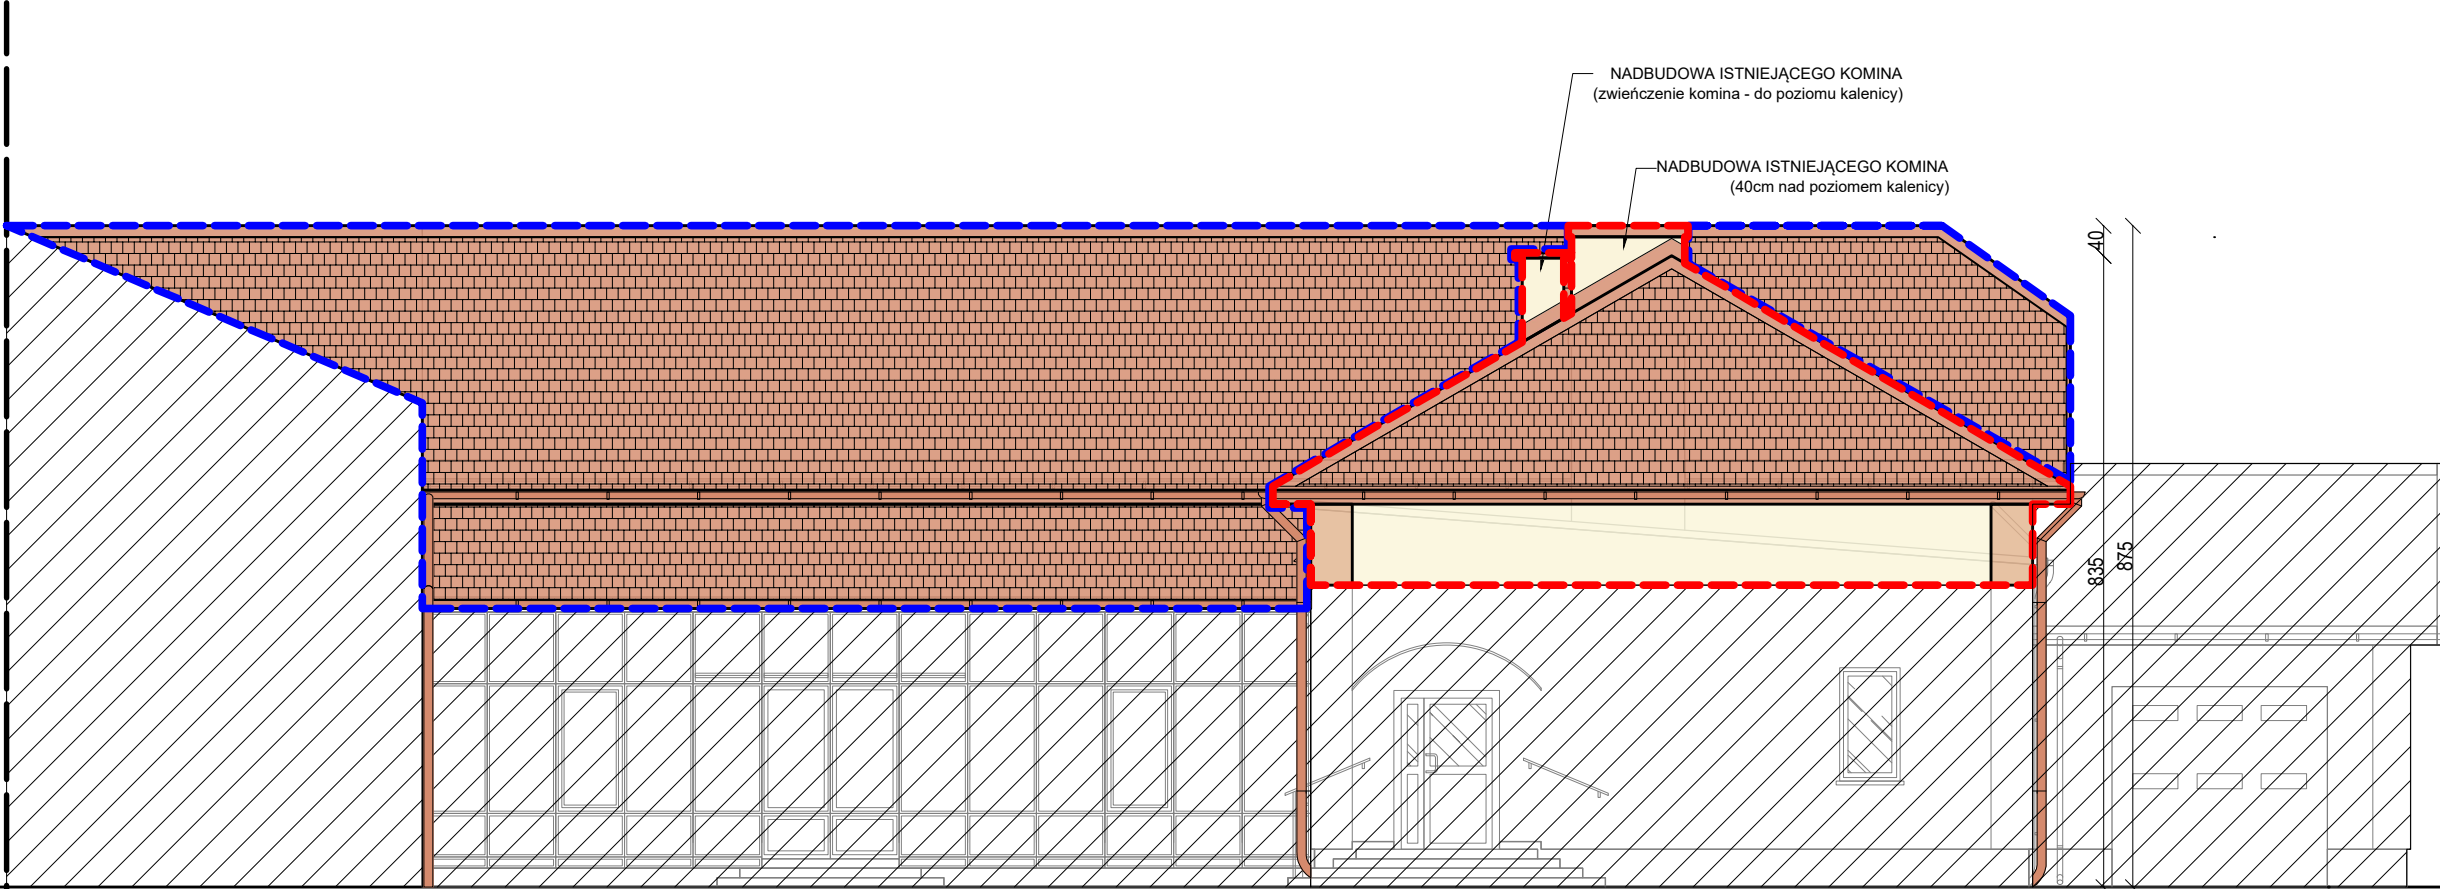 NADBUDOWA ISTNIEJĄCEGO KOMINA
(zwieńczenie komina - do poziomu kalenicy)
NADBUDOWA ISTNIEJĄCEGO KOMINA
(40cm nad poziomem kalenicy)
40
835
875